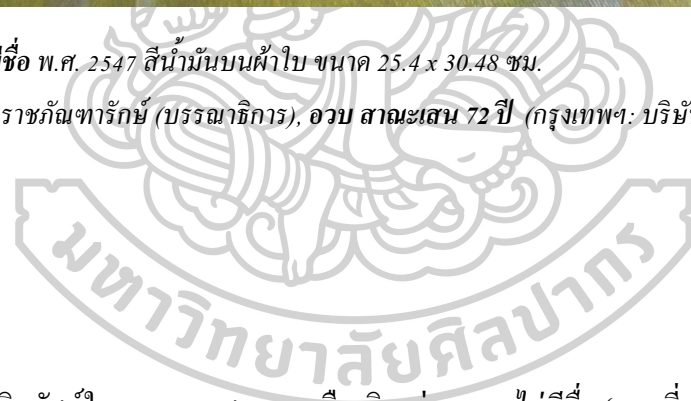 ชื่อ พ.ศ. 2547 สีน้ำมันบนผ้าใบ ขนาด 25.4 x 30.48 ซม.
ราชภัณฑารักษ์ (บรรณาธิการ), อวบ สาณะเสน 72 ปี (กรุงเทพฯ: บริษั
มหาวิทยาลัยศิลปากร